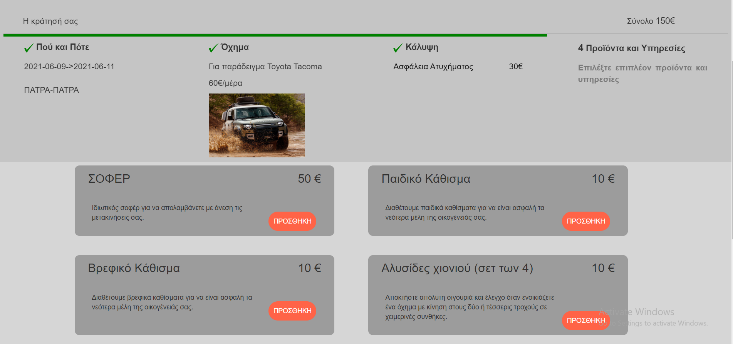 Η κράτησή σας
Σύνολο 150€
Πού και Πότε
2021-06-09->2021-06-11
ΠΑΤΡΑ-ΠΑΤΡΑ
Όχημα
Για παράδειγμα Toyota Tacoma
60€/μέρα
Κάλυψη
Ασφάλεια Ατυχήματος 30€
4 Προϊόντα και Υπηρεσίες
Επιλέξτε επιπλέον προϊόντα και
υπηρεσίες
ΣΟΦΕΡ 50 €
Ιδιωτικός σοφέρ για να απολαμβάνετε με άνεση τις
μετακινήσεις σας.
ΠΡΟΣΘΗΚΗ
Παιδικό Κάθισμα 10 €
Διαθέτουμε παιδικά καθίσματα για να είναι ασφαλή τα
νεότερα μέλη της οικογένειάς σας.
ΠΡΟΣΘΗΚΗ
Βρεφικό Κάθισμα 10 €
Διαθέτουμε βρεφικά καθίσματα για να είναι ασφαλή τα
νεότερα μέλη της οικογένειάς σας.
ΠΡΟΣΘΗΚΗ
Αλυσίδες χιονιού (σετ των 4) 10 €
Αποκτήστε απόλυτη σιγουριά και έλεγχο όταν ενοικιάζετε
ένα όχημα με κίνηση στους δύο ή τέσσερις τροχούς σε
χειμερινές συνθήκες.
ΠΡΟΣΘΗΚΗ
Windows
to activate Windows.